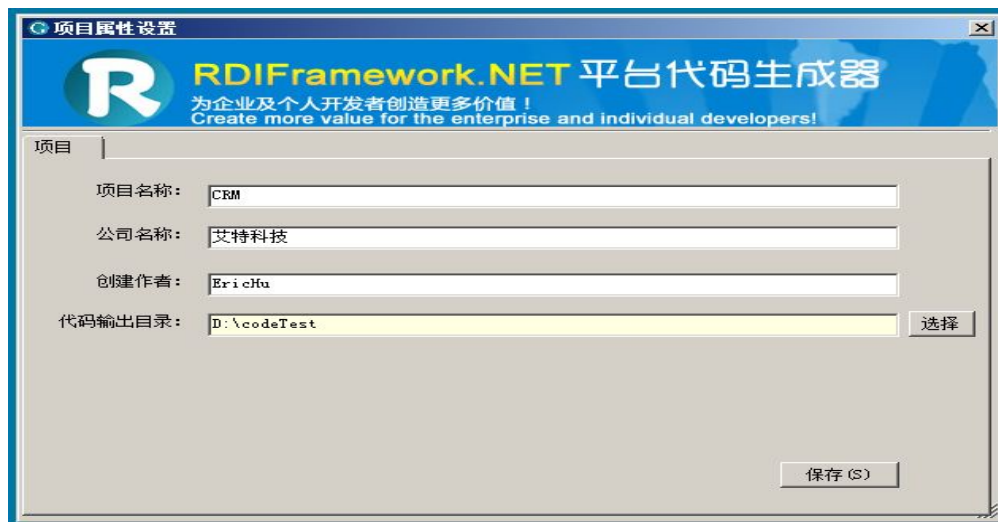 项目属性设置
R
RDIFramework.NET 平台代码生成器
为企业及个人开发者创造更多价值！
Create more value for the enterprise and individual developers!
项目
项目名称： CRM
公司名称： 艾特科技
创建作者： EricHu
代码输出目录： D:\codeTest 选择
保存(S)